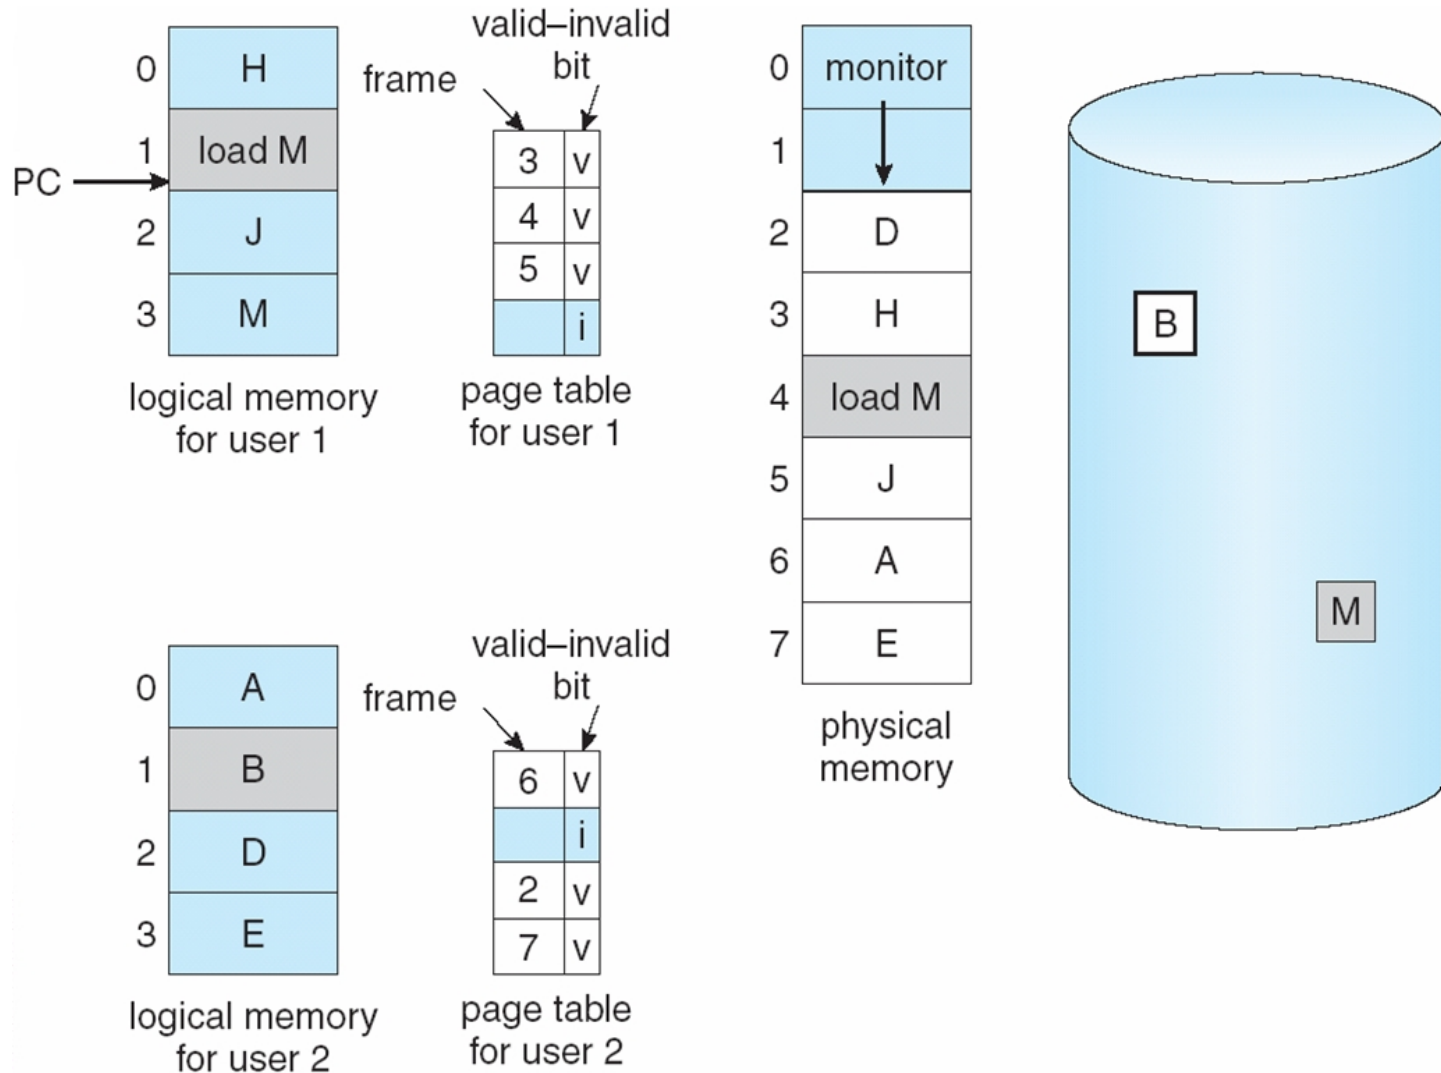 valid–invalid
bit
frame
0
H
1
load M
2
J
3
M
PC
3
v
4
v
5
v
i
logical memory
for user 1
page table
for user 1
0
monitor
1
2
D
3
H
4
load M
5
J
6
A
7
E
physical
memory
B
M
valid–invalid
bit
frame
0
A
1
B
2
D
3
E
6
v
i
2
v
7
v
logical memory
for user 2
page table
for user 2